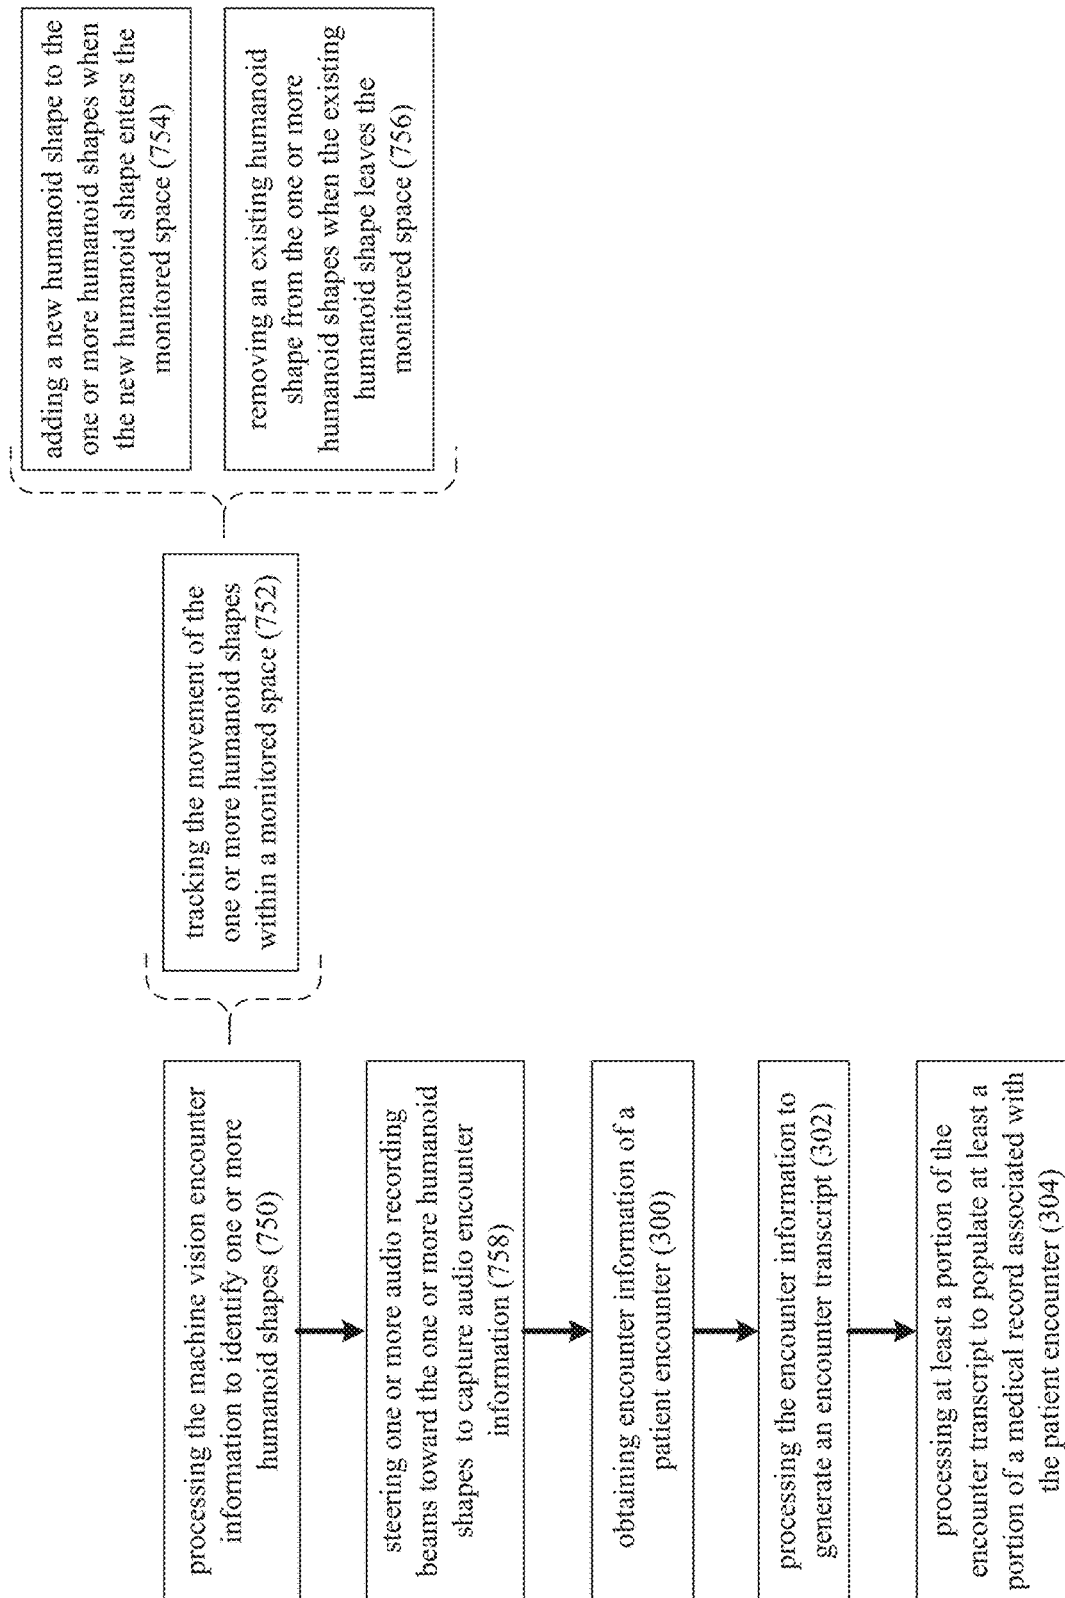 processing the machine vision encounter
information to identify one or more
humanoid shapes (750)
tracking the movement of the
one or more humanoid shapes
within a monitored space (752)
adding a new humanoid shape to the
one or more humanoid shapes when
the new humanoid shape enters the
monitored space (754)
removing an existing humanoid
shape from the one or more
humanoid shapes when the existing
humanoid shape leaves the
monitored space (756)
steering one or more audio recording
beams toward the one or more humanoid
shapes to capture audio encounter
information (758)
obtaining encounter information of a
patient encounter (300)
processing the encounter information to
generate an encounter transcript (302)
processing at least a portion of the
encounter transcript to populate at least a
portion of a medical record associated with
the patient encounter (304)